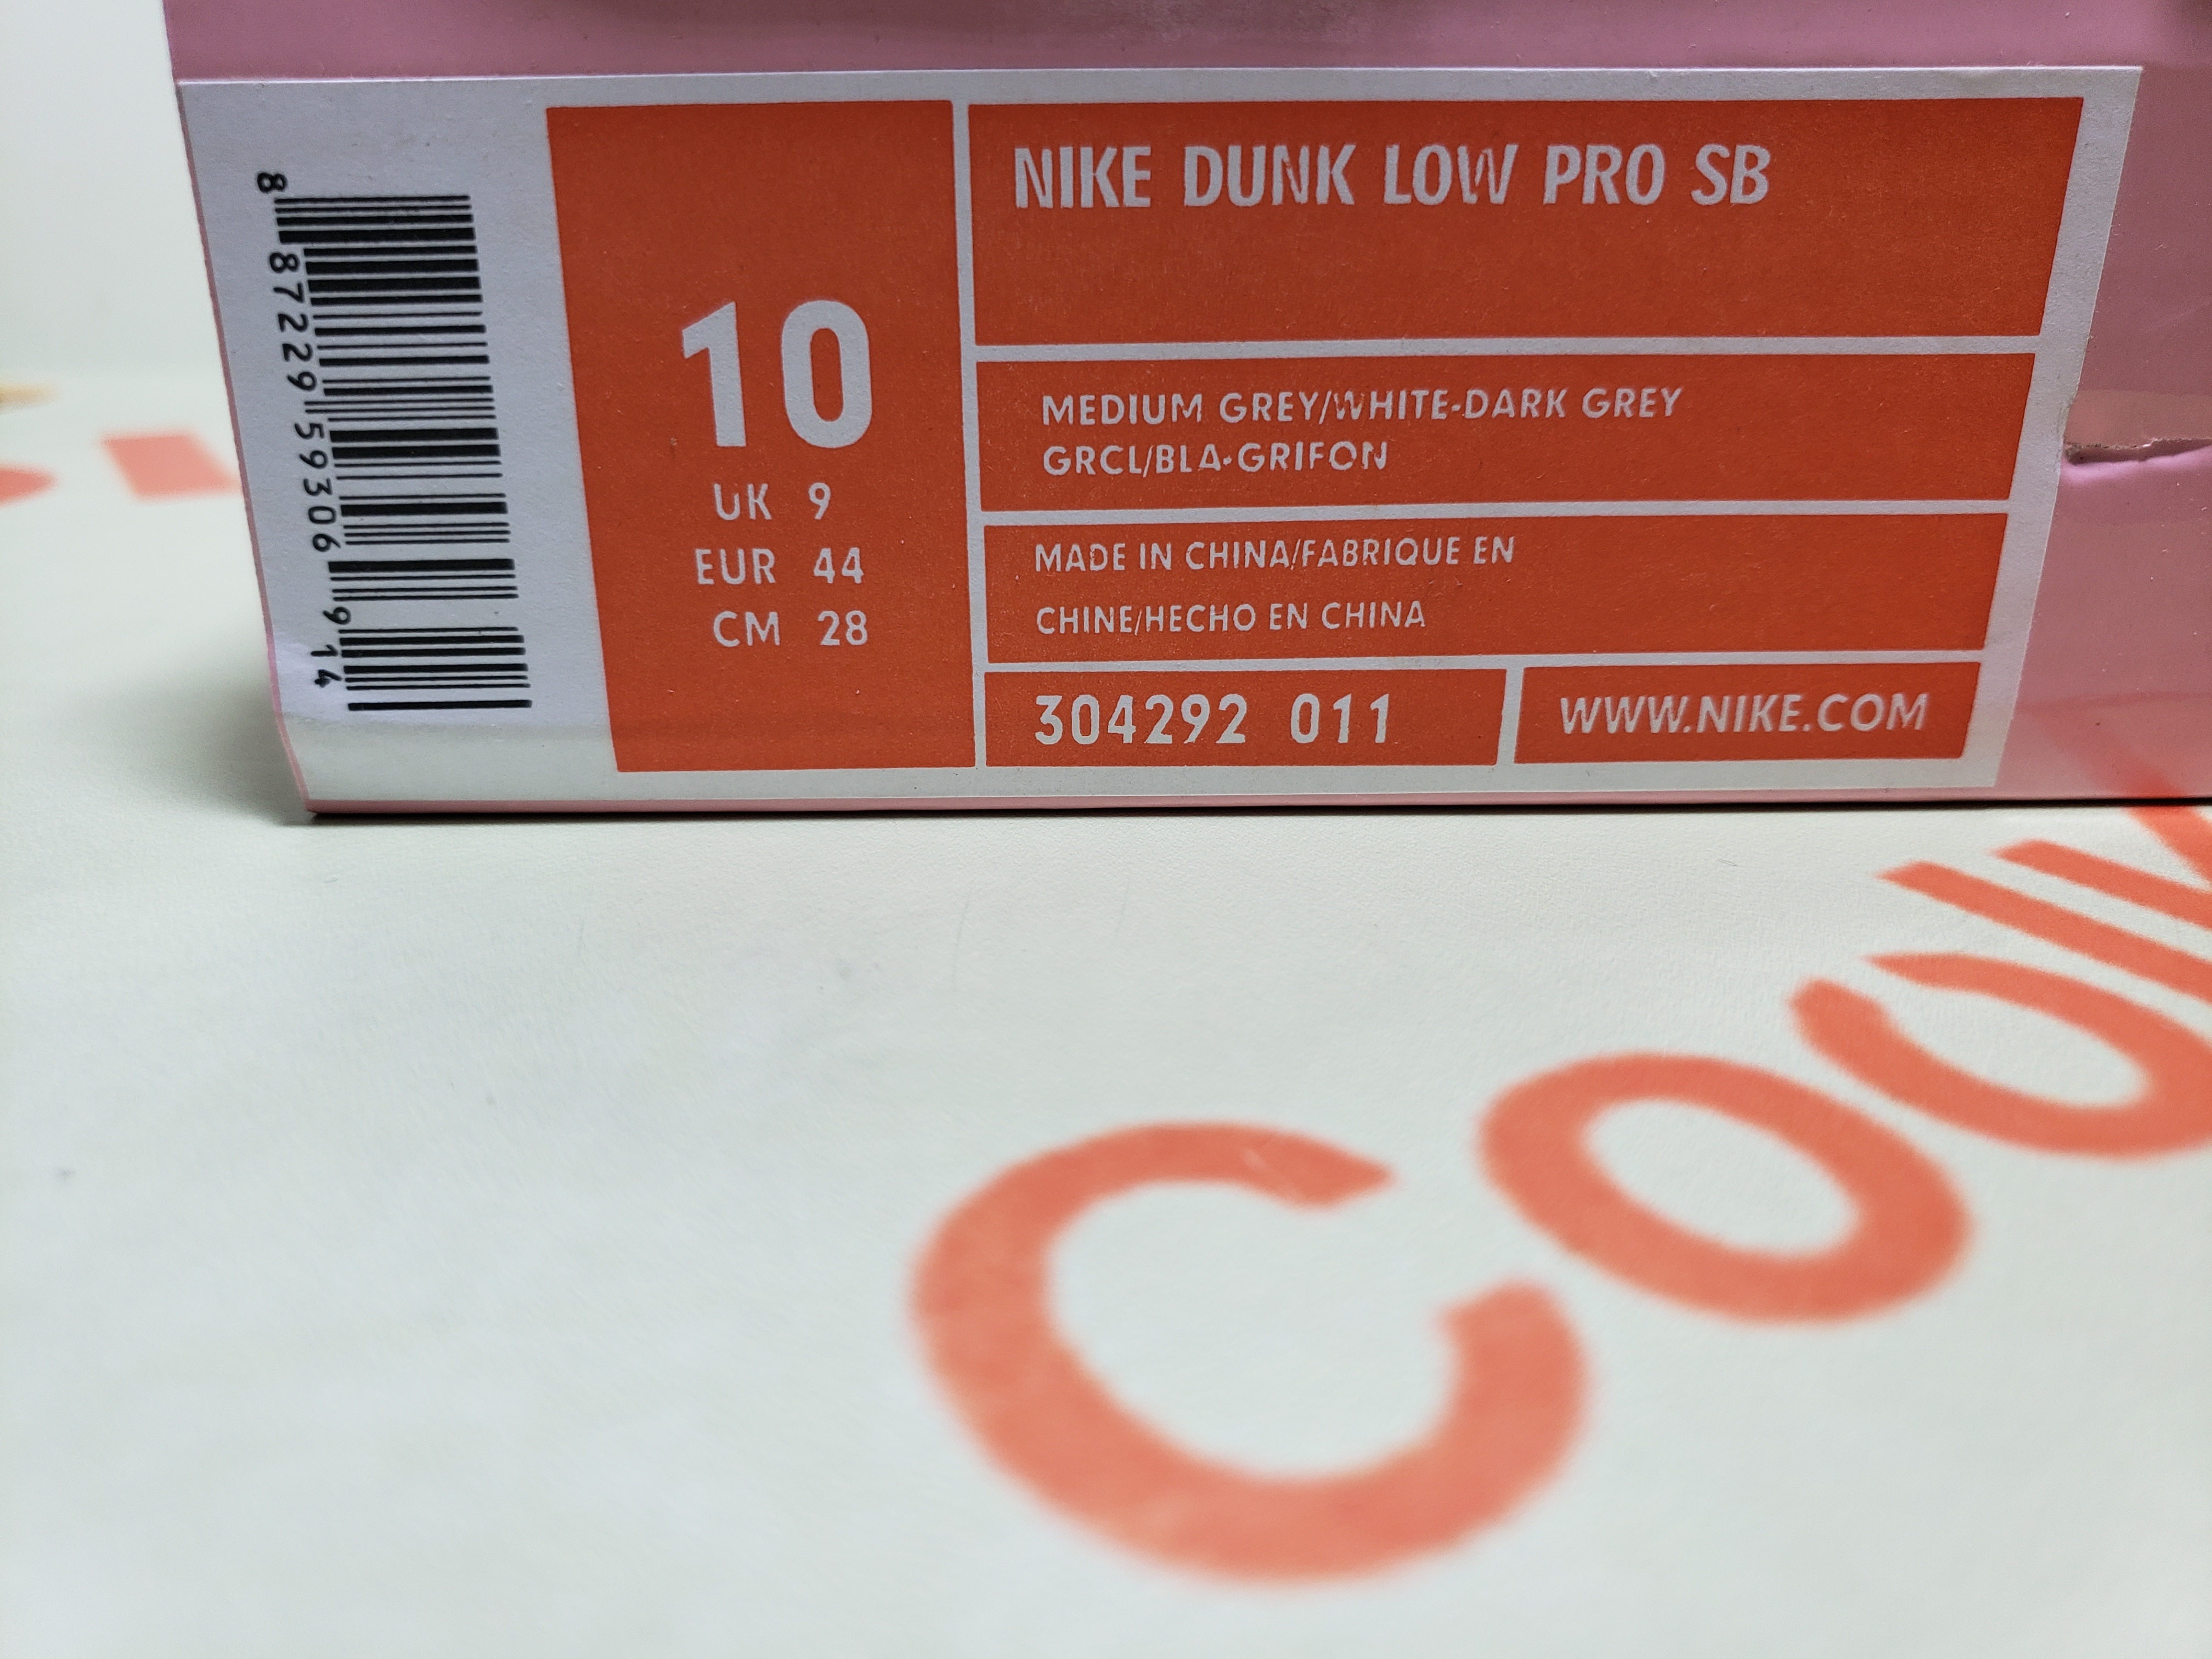 8 87229 59306 9 14
10
UK 9
EUR 44
CM 28
NIKE DUNK LOW PRO SB
MEDIUM GREY/WHITE-DARK GREY
GRCL/BLA-GRIFON
MADE IN CHINA/FABRIQUE EN
CHINE/HECHO EN CHINA
304292 011
WWW.NIKE.COM